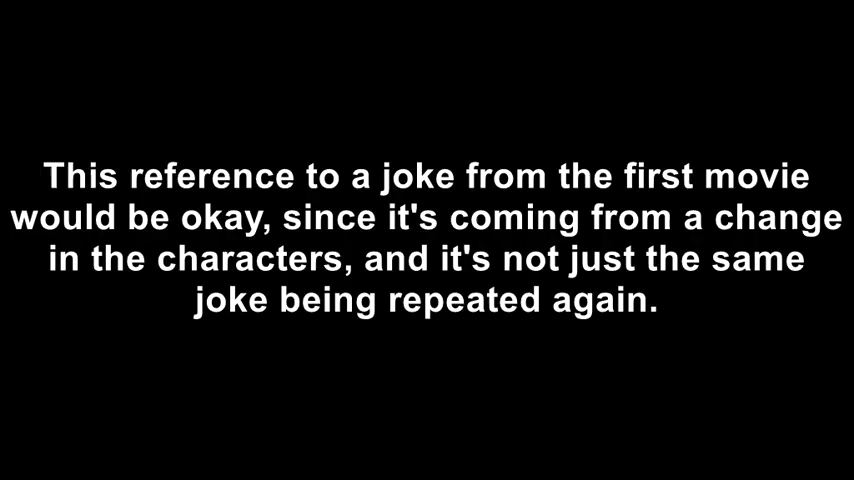 This reference to a joke from the first movie
would be okay, since it's coming from a change
in the characters, and it's not just the same
joke being repeated again.